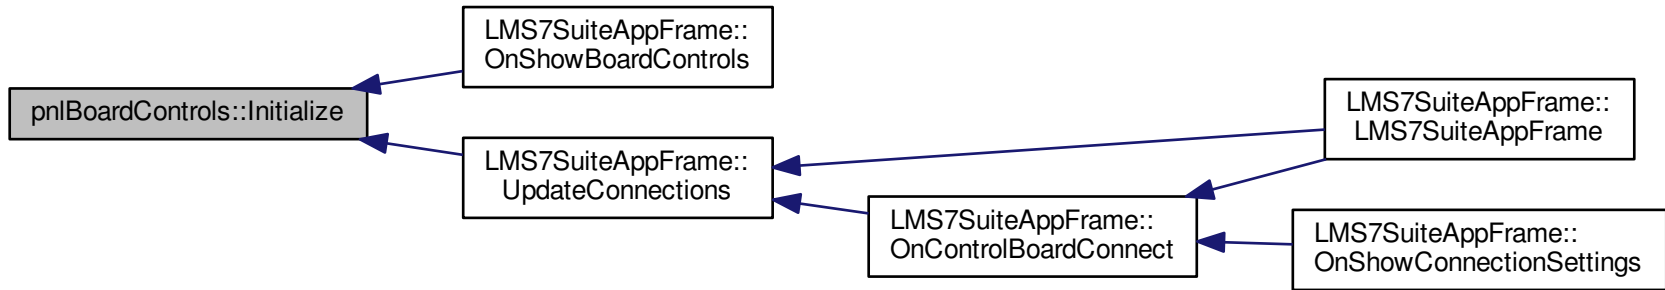 LMS7SuiteAppFrame::
OnShowBoardControls
pnlBoardControls::Initialize
LMS7SuiteAppFrame::
UpdateConnections
LMS7SuiteAppFrame::
LMS7SuiteAppFrame
LMS7SuiteAppFrame::
OnControlBoardConnect
LMS7SuiteAppFrame::
OnShowConnectionSettings